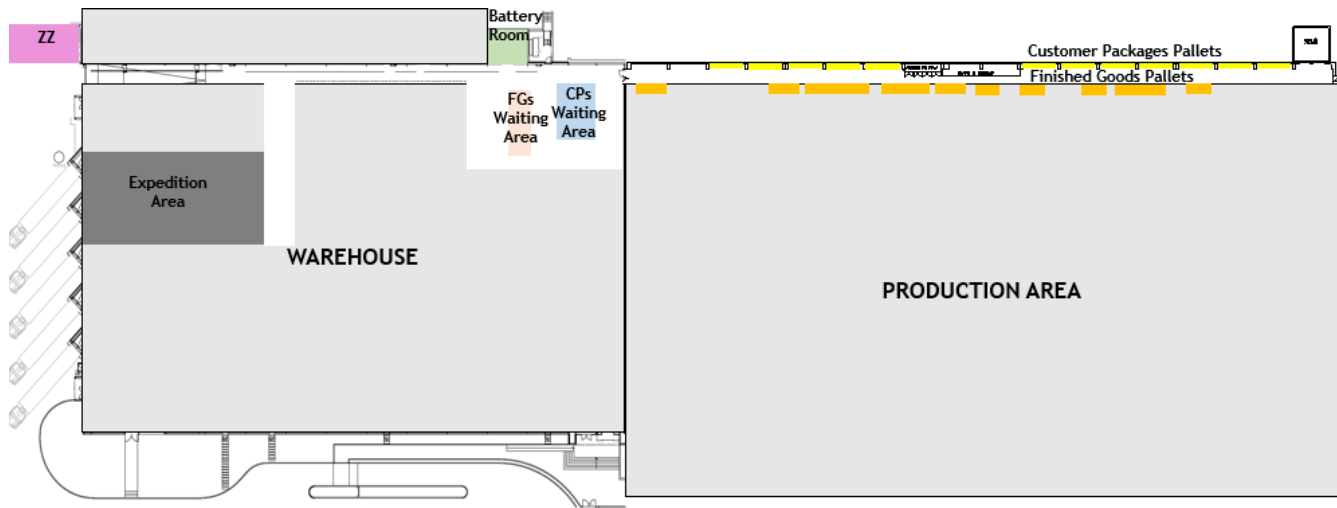 ZZ
Battery
Room
Customer Packages Pallets
Finished Goods Pallets
FGs
Waiting
Area
CPs
Waiting
Area
Expedition
Area
WAREHOUSE
PRODUCTION AREA